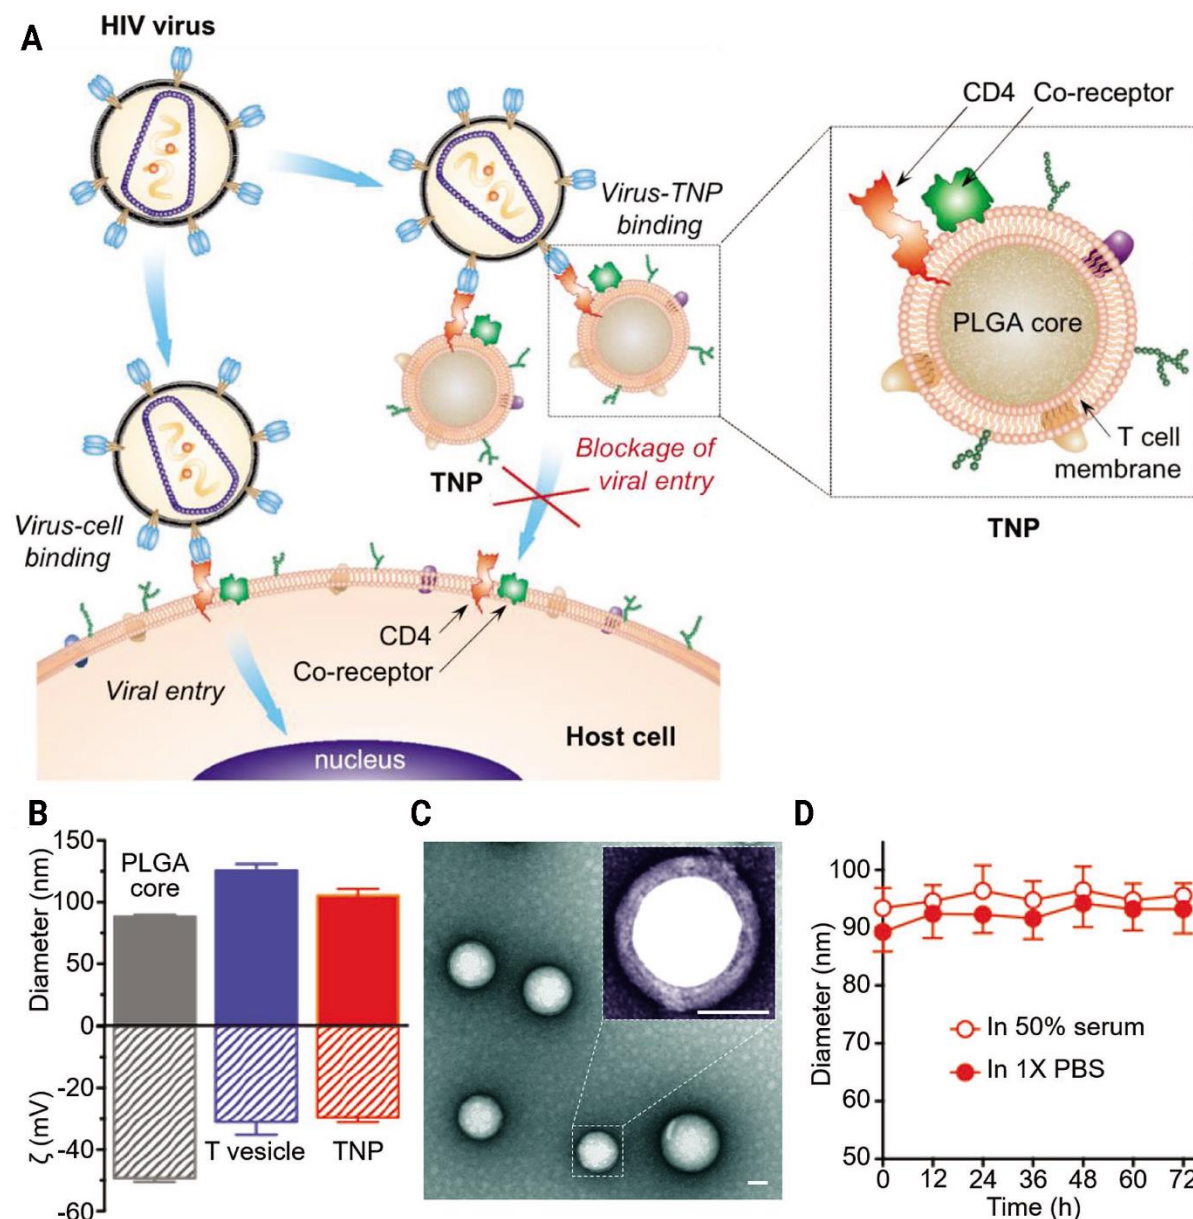 A
HIV virus
CD4 Co-receptor
Virus-TNP
binding
PLGA core
T cell
membrane
TNP
TNP
Blockage of
viral entry
Virus-cell
binding
CD4
Co-receptor
Viral entry
Host cell
nucleus
B
Diameter (nm)
ζ (mV)
150
100
50
0
-20
-40
-60
PLGA
core
T vesicle
TNP
C
D
Diameter (nm)
100
90
80
70
60
50
In 50% serum
In 1X PBS
0 12 24 36 48 60 72
Time (h)